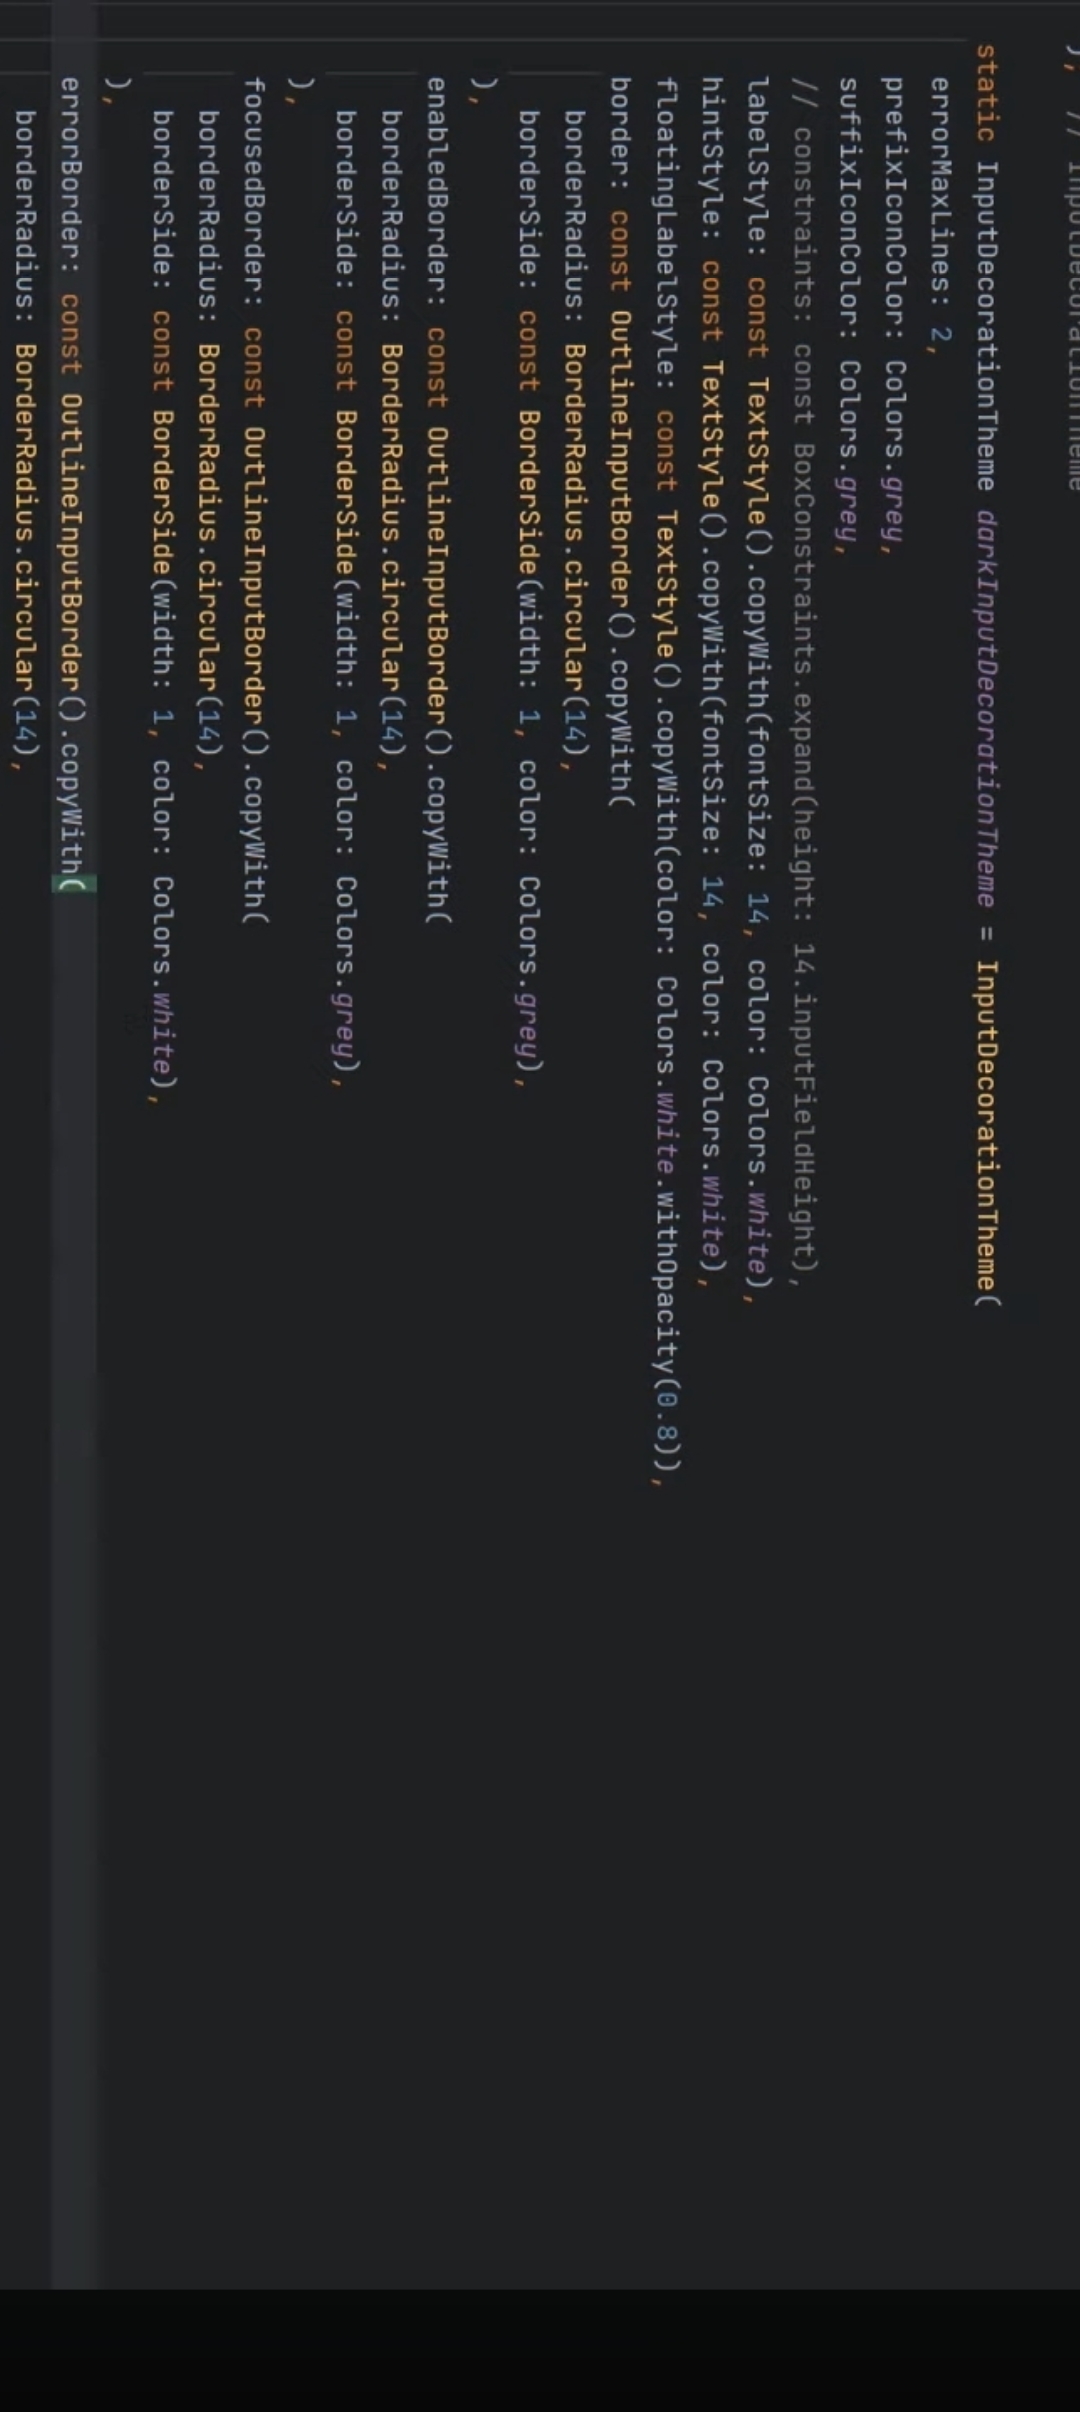 ), // InputDecorationTheme
static InputDecorationTheme darkInputDecorationTheme = InputDecorationTheme(
errorMaxLines: 2,
prefixIconColor: Colors.grey,
suffixIconColor: Colors.grey,
// constraints: const BoxConstraints.expand(height: 14.inputFieldHeight),
labelStyle: const TextStyle().copyWith(fontSize: 14, color: Colors.white),
hintStyle: const TextStyle().copyWith(fontSize: 14, color: Colors.white),
floatingLabelStyle: const TextStyle().copyWith(color: Colors.white.withOpacity(0.8)),
border: const OutlineInputBorder().copyWith(
borderRadius: BorderRadius.circular(14),
borderSide: const BorderSide(width: 1, color: Colors.grey),
),
enabledBorder: const OutlineInputBorder().copyWith(
borderRadius: BorderRadius.circular(14),
borderSide: const BorderSide(width: 1, color: Colors.grey),
),
focusedBorder: const OutlineInputBorder().copyWith(
borderRadius: BorderRadius.circular(14),
borderSide: const BorderSide(width: 1, color: Colors.white),
),
errorBorder: const OutlineInputBorder().copyWith(
borderRadius: BorderRadius.circular(14),